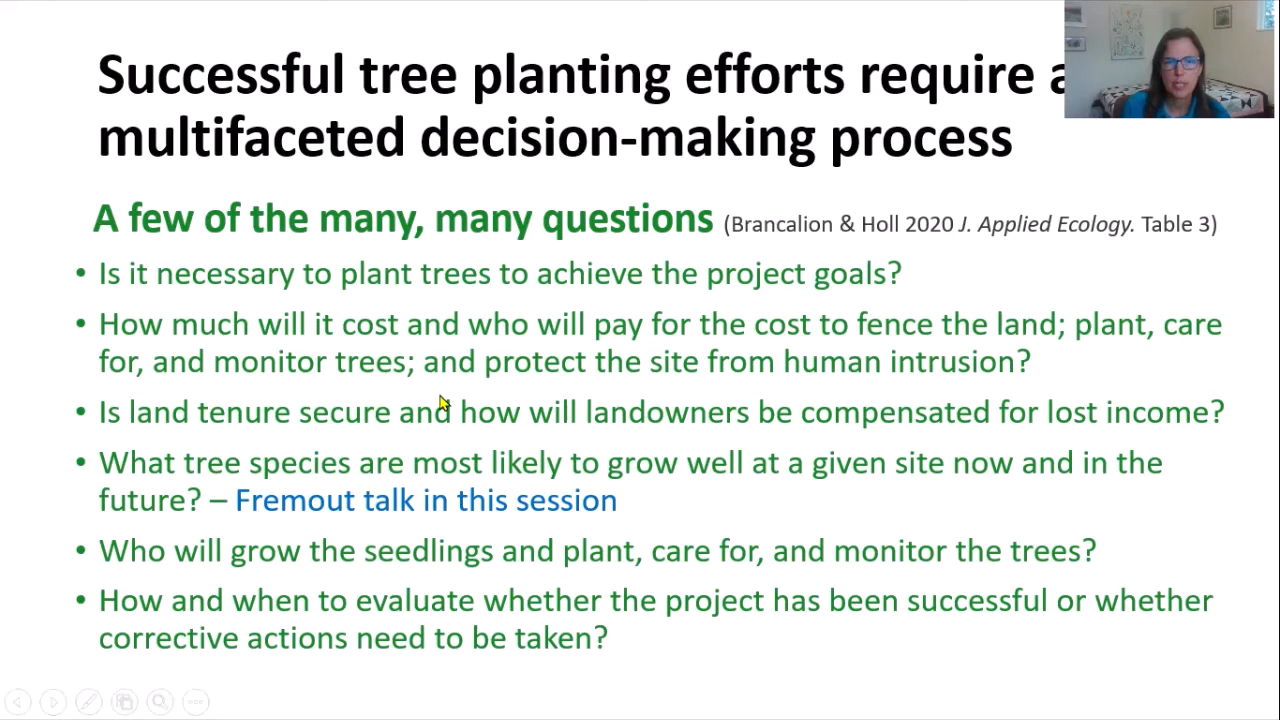 Successful tree planting efforts require a
multifaceted decision-making process
A few of the many, many questions (Brancalion & Holl 2020 J. Applied Ecology. Table 3)
• Is it necessary to plant trees to achieve the project goals?
• How much will it cost and who will pay for the cost to fence the land; plant, care
for, and monitor trees; and protect the site from human intrusion?
• Is land tenure secure and how will landowners be compensated for lost income?
• What tree species are most likely to grow well at a given site now and in the
future? – Fremout talk in this session
• Who will grow the seedlings and plant, care for, and monitor the trees?
• How and when to evaluate whether the project has been successful or whether
corrective actions need to be taken?